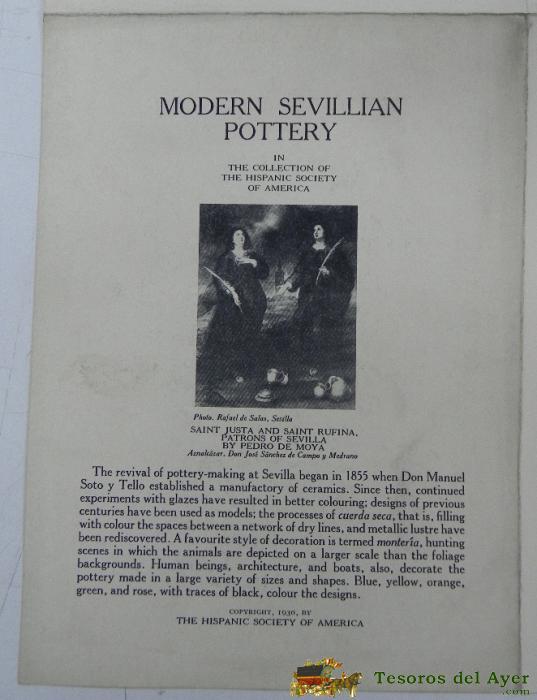 MODERN SEVILLIAN
POTTERY
IN
THE COLLECTION OF
THE HISPANIC SOCIETY
OF AMERICA
Photo. Rafael de Salas, Sevilla
SAINT JUSTA AND SAINT RUFINA,
PATRONS OF SEVILLA
BY PEDRO DE MOYA
Aznalcázar, Don José Sánchez de Campo y Medrano
The revival of pottery-making at Sevilla began in 1855 when Don Manuel
Soto y Tello established a manufactory of ceramics. Since then, continued
experiments with glazes have resulted in better colouring; designs of previous
centuries have been used as models; the processes of cuerda seca, that is, filling
with colour the spaces between a network of dry lines, and metallic lustre have
been rediscovered. A favourite style of decoration is termed montería, hunting
scenes in which the animals are depicted on a larger scale than the foliage
backgrounds. Human beings, architecture, and boats, also, decorate the
pottery made in a large variety of sizes and shapes. Blue, yellow, orange,
green, and rose, with traces of black, colour the designs.
COPYRIGHT, 1930, BY
THE HISPANIC SOCIETY OF AMERICA
Tesoros del Ayer
.com